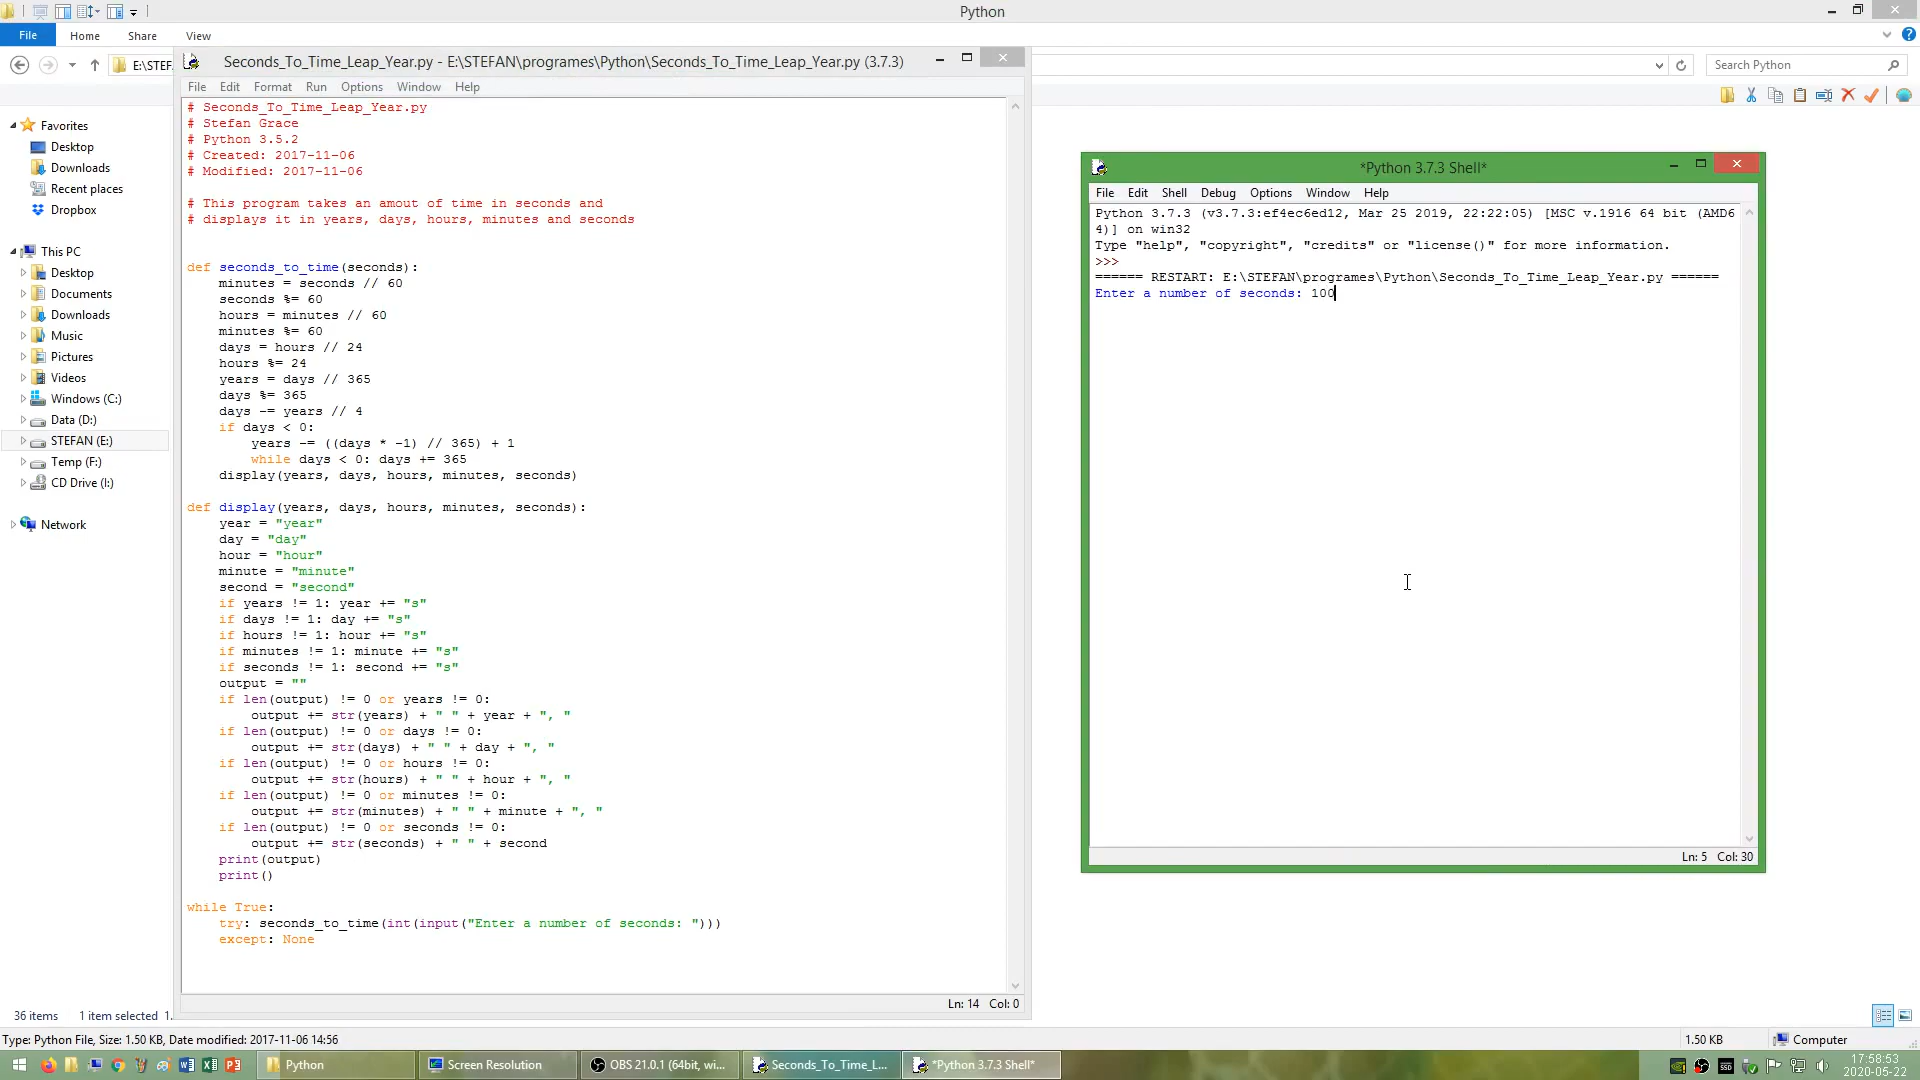 Python
File
Home
Share
View
E:\STEF
Search Python
Favorites
Desktop
Downloads
Recent places
Dropbox
This PC
Desktop
Documents
Downloads
Music
Pictures
Videos
Windows (C:)
Data (D:)
STEFAN (E:)
Temp (F:)
CD Drive (I:)
Network
Seconds_To_Time_Leap_Year.py - E:\STEFAN\programes\Python\Seconds_To_Time_Leap_Year.py (3.7.3)
File Edit Format Run Options Window Help
# Seconds_To_Time_Leap_Year.py
# Stefan Grace
# Python 3.5.2
# Created: 2017-11-06
# Modified: 2017-11-06
# This program takes an amout of time in seconds and
# displays it in years, days, hours, minutes and seconds
def seconds_to_time(seconds):
    minutes = seconds // 60
    seconds %= 60
    hours = minutes // 60
    minutes %= 60
    days = hours // 24
    hours %= 24
    years = days // 365
    days %= 365
    days -= years // 4
    if days < 0:
        years -= ((days * -1) // 365) + 1
        while days < 0: days += 365
    display(years, days, hours, minutes, seconds)
def display(years, days, hours, minutes, seconds):
    year = "year"
    day = "day"
    hour = "hour"
    minute = "minute"
    second = "second"
    if years != 1: year += "s"
    if days != 1: day += "s"
    if hours != 1: hour += "s"
    if minutes != 1: minute += "s"
    if seconds != 1: second += "s"
    output = ""
    if len(output) != 0 or years != 0:
        output += str(years) + " " + year + ", "
    if len(output) != 0 or days != 0:
        output += str(days) + " " + day + ", "
    if len(output) != 0 or hours != 0:
        output += str(hours) + " " + hour + ", "
    if len(output) != 0 or minutes != 0:
        output += str(minutes) + " " + minute + ", "
    if len(output) != 0 or seconds != 0:
        output += str(seconds) + " " + second
    print(output)
    print()
while True:
    try: seconds_to_time(int(input("Enter a number of seconds: ")))
    except: None
Ln: 14 Col: 0
*Python 3.7.3 Shell*
File Edit Shell Debug Options Window Help
Python 3.7.3 (v3.7.3:ef4ec6ed12, Mar 25 2019, 22:22:05) [MSC v.1916 64 bit (AMD6
4)] on win32
Type "help", "copyright", "credits" or "license()" for more information.
>>>
====== RESTART: E:\STEFAN\programes\Python\Seconds_To_Time_Leap_Year.py ======
Enter a number of seconds: 100
Ln: 5 Col: 30
36 items 1 item selected 1.
Type: Python File, Size: 1.50 KB, Date modified: 2017-11-06 14:56
1.50 KB
Computer
Python
Screen Resolution
OBS 21.0.1 (64bit, wi...
Seconds_To_Time_L...
*Python 3.7.3 Shell*
17:58:53
2020-05-22